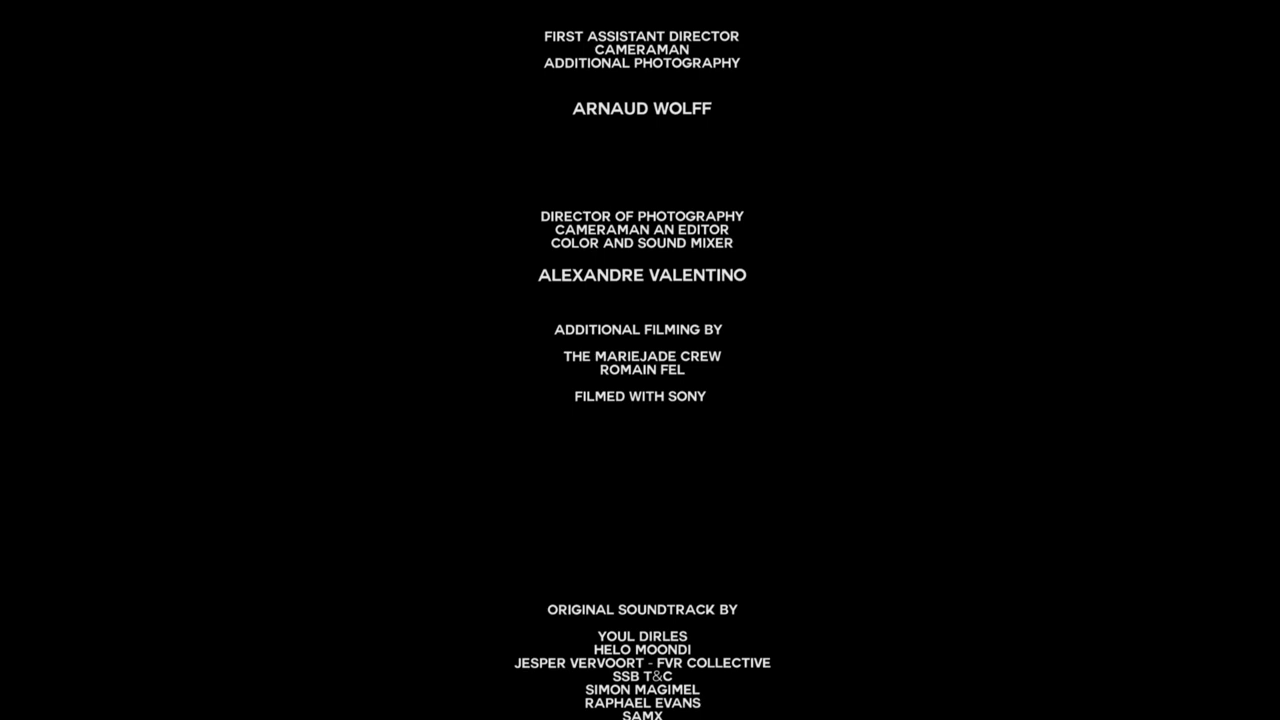 FIRST ASSISTANT DIRECTOR
CAMERAMAN
ADDITIONAL PHOTOGRAPHY
ARNAUD WOLFF
DIRECTOR OF PHOTOGRAPHY
CAMERAMAN AN EDITOR
COLOR AND SOUND MIXER
ALEXANDRE VALENTINO
ADDITIONAL FILMING BY
THE MARIEJADE CREW
ROMAIN FEL
FILMED WITH SONY
ORIGINAL SOUNDTRACK BY
YOUL DIRLES
HELO MOONDI
JESPER VERVOORT - FVR COLLECTIVE
SSB T&C
SIMON MAGIMEL
RAPHAEL EVANS
SAMX